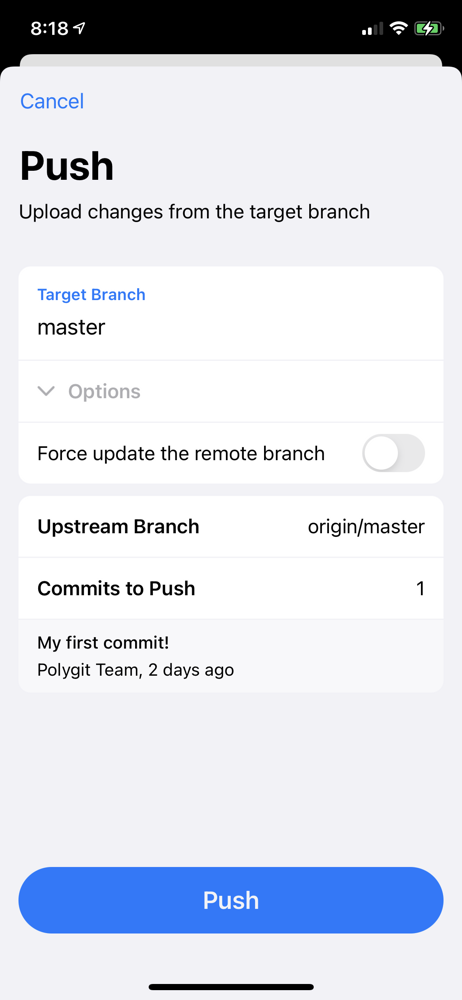 8:18
Cancel
Push
Upload changes from the target branch
Target Branch
master
Options
Force update the remote branch
Upstream Branch origin/master
Commits to Push 1
My first commit!
Polygit Team, 2 days ago
Push